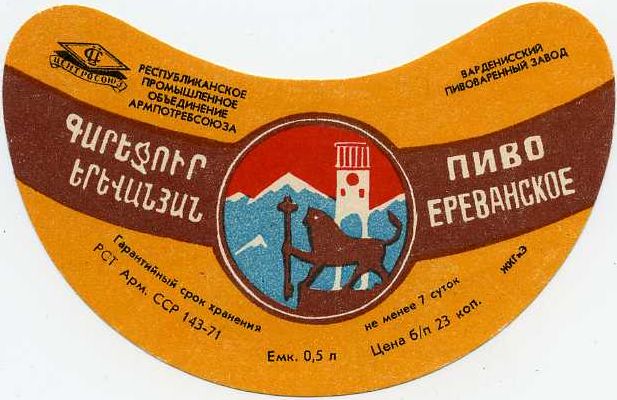 ЦС
ЦЕНТРОСОЮЗ
РЕСПУБЛИКАНСКОЕ
ПРОМЫШЛЕННОЕ
ОБЪЕДИНЕНИЕ
АРМПОТРЕБСОЮЗА
ВАРДЕНИССКИЙ
ПИВОВАРЕННЫЙ ЗАВОД
ԳԱՐԵՋՈՒՐ
ԵՐԵՎԱՆՅԱՆ
ПИВО
ЕРЕВАНСКОЕ
Гарантийный срок хранения
не менее 7 суток
РСТ Арм. ССР 143-71
Емк. 0,5 л
Цена б/п 23 коп.